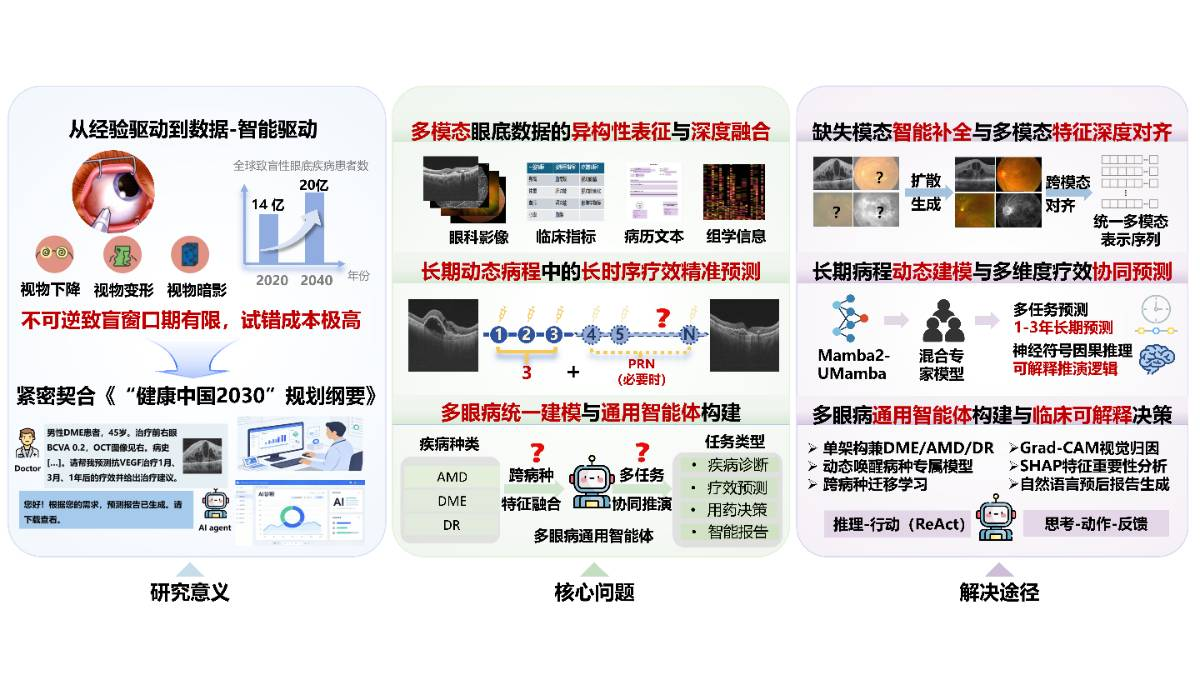 从经验驱动到数据-智能驱动
全球致盲性眼底疾病患者数
14 亿
20亿
2020
2040
年份
视物下降
视物变形
视物暗影
不可逆致盲窗口期有限，试错成本极高
紧密契合《“健康中国2030”规划纲要》
Doctor
男性DME患者，45岁。治疗前右眼
BCVA 0.2，OCT图像见右。病史
[...]。请帮我预测抗VEGF治疗1月、
3月、1年后的疗效并给出治疗建议。
您好！根据您的需求，预测报告已生成。请
下载查看。
AI agent
AI诊断
AI
研究意义
多模态眼底数据的异构性表征与深度融合
眼科影像
临床指标
病历文本
组学信息
长期动态病程中的长时序疗效精准预测
1
2
3
4
5
?
N
3
+
PRN
（必要时）
多眼病统一建模与通用智能体构建
疾病种类
AMD
DME
DR
?
跨病种
特征融合
?
多任务
协同推演
多眼病通用智能体
任务类型
• 疾病诊断
• 疗效预测
• 用药决策
• 智能报告
核心问题
缺失模态智能补全与多模态特征深度对齐
?
?
?
扩散
生成
跨模态
对齐
统一多模态
表示序列
长期病程动态建模与多维度疗效协同预测
Mamba2-
UMamba
混合专
家模型
多任务预测
1-3年长期预测
神经符号因果推理
可解释推演逻辑
多眼病通用智能体构建与临床可解释决策
➢ 单架构兼DME/AMD/DR
➢ 动态唤醒病种专属模型
➢ 跨病种迁移学习
➢Grad-CAM视觉归因
➢SHAP特征重要性分析
➢自然语言预后报告生成
推理-行动（ReAct）
思考-动作-反馈
解决途径